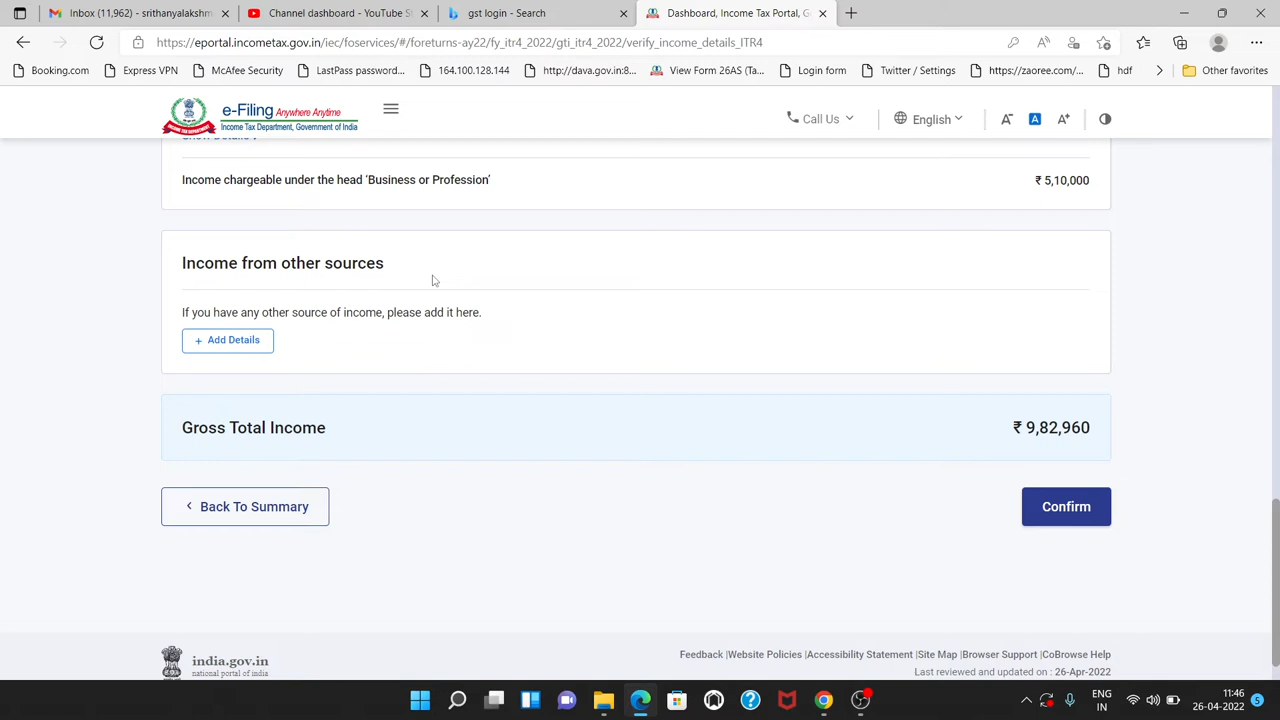 Inbox (11,962) - srithanyalakshm
Channel dashboard - YouTube S
gst login - Search
Dashboard, Income Tax Portal, G
https://eportal.incometax.gov.in/iec/foservices/#/foreturns-ay22/fy_itr4_2022/gti_itr4_2022/verify_income_details_ITR4
Booking.com
Express VPN
McAfee Security
LastPass password...
164.100.128.144
http://dava.gov.in:8...
View Form 26AS (Ta...
Login form
Twitter / Settings
https://zaoree.com/...
hdf
Other favorites
e-Filing Anywhere Anytime
Income Tax Department, Government of India
Call Us
English
A-
A
A+
Income chargeable under the head ‘Business or Profession’
₹ 5,10,000
Income from other sources
If you have any other source of income, please add it here.
+ Add Details
Gross Total Income
₹ 9,82,960
Back To Summary
Confirm
india.gov.in
national portal of india
Feedback |Website Policies |Accessibility Statement |Site Map |Browser Support |CoBrowse Help
Last reviewed and updated on : 26-Apr-2022
ENG
IN
11:46
26-04-2022
5